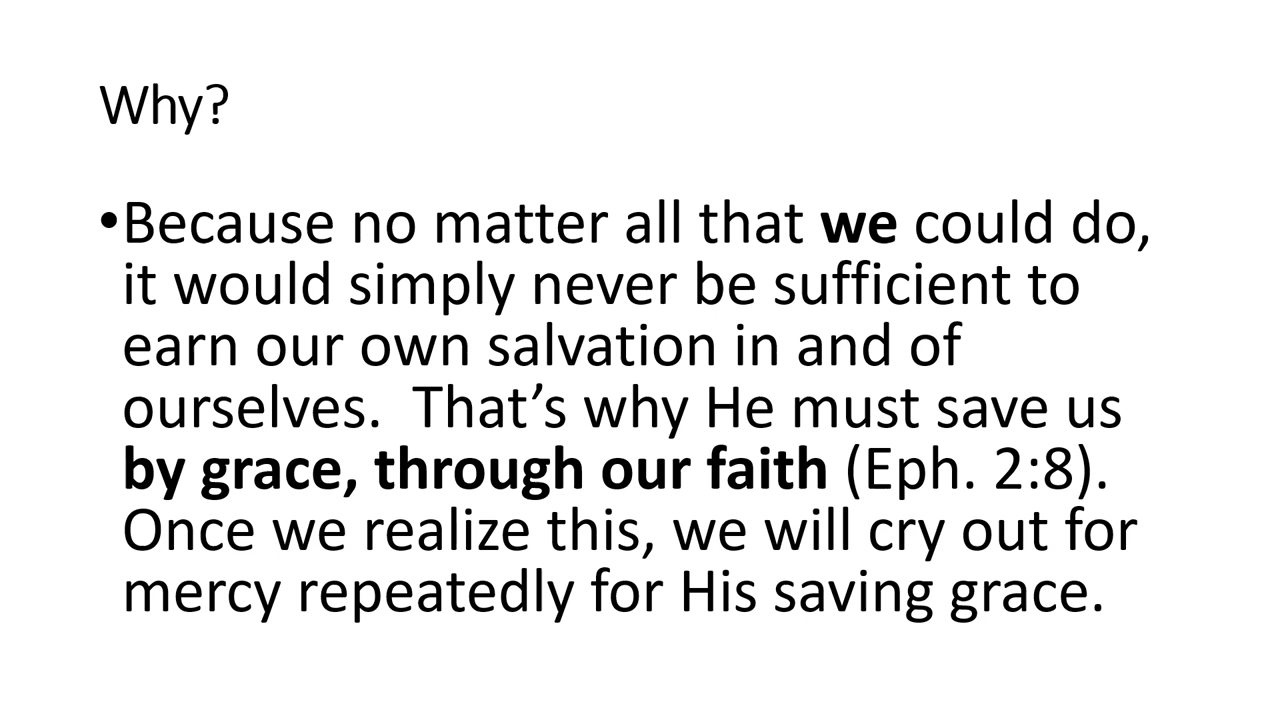 Why?
•Because no matter all that we could do,
it would simply never be sufficient to
earn our own salvation in and of
ourselves.  That’s why He must save us
by grace, through our faith (Eph. 2:8).
Once we realize this, we will cry out for
mercy repeatedly for His saving grace.